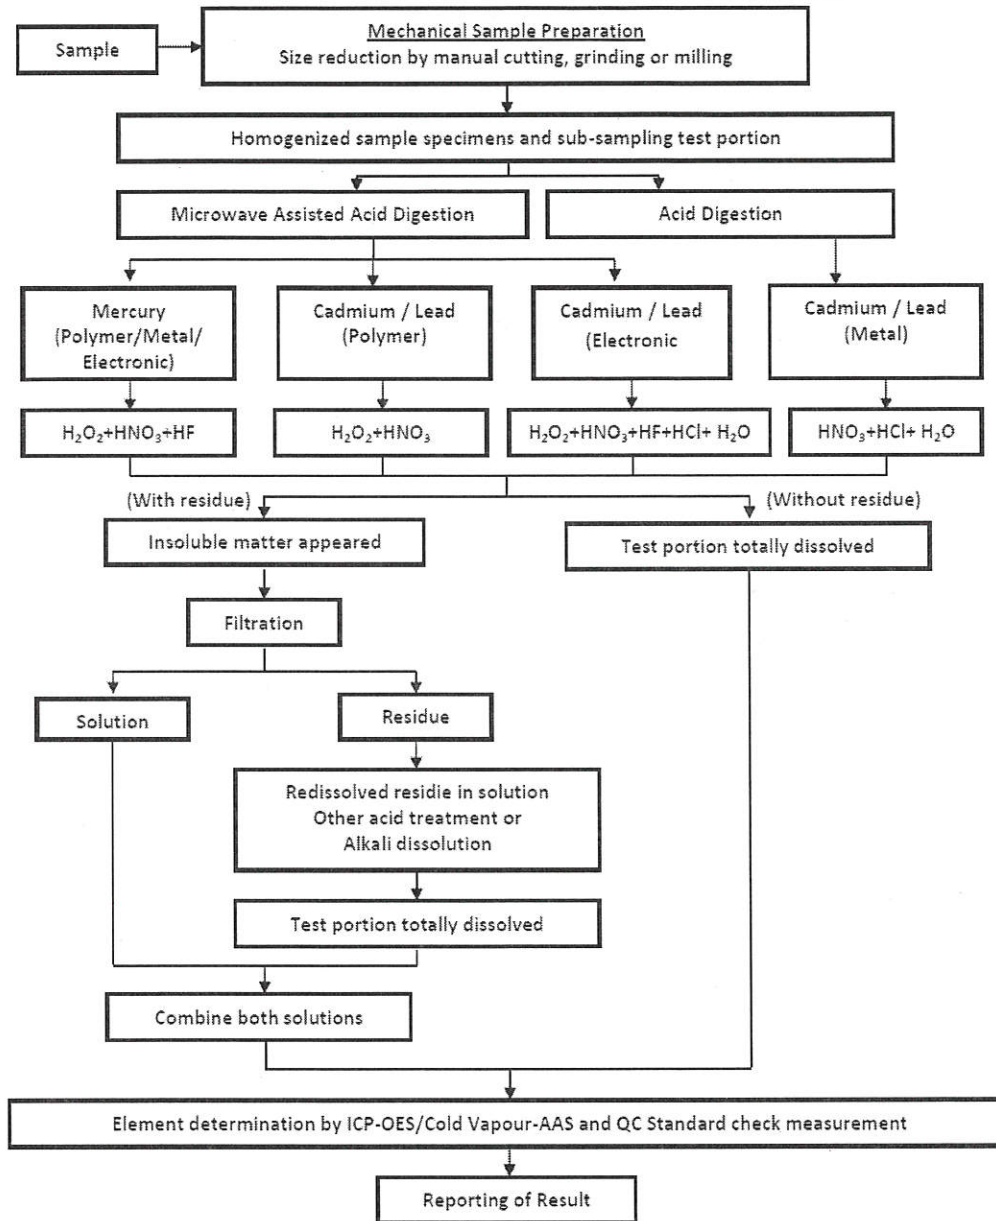 Sample
Mechanical Sample Preparation
Size reduction by manual cutting, grinding or milling
Homogenized sample specimens and sub-sampling test portion
Microwave Assisted Acid Digestion
Acid Digestion
Mercury
(Polymer/Metal/
Electronic)
Cadmium / Lead
(Polymer)
Cadmium / Lead
(Electronic
Cadmium / Lead
(Metal)
H₂O₂+HNO₃+HF
H₂O₂+HNO₃
H₂O₂+HNO₃+HF+HCl+ H₂O
HNO₃+HCl+ H₂O
(With residue)
(Without residue)
Insoluble matter appeared
Test portion totally dissolved
Filtration
Solution
Residue
Redissolved residie in solution
Other acid treatment or
Alkali dissolution
Test portion totally dissolved
Combine both solutions
Element determination by ICP-OES/Cold Vapour-AAS and QC Standard check measurement
Reporting of Result